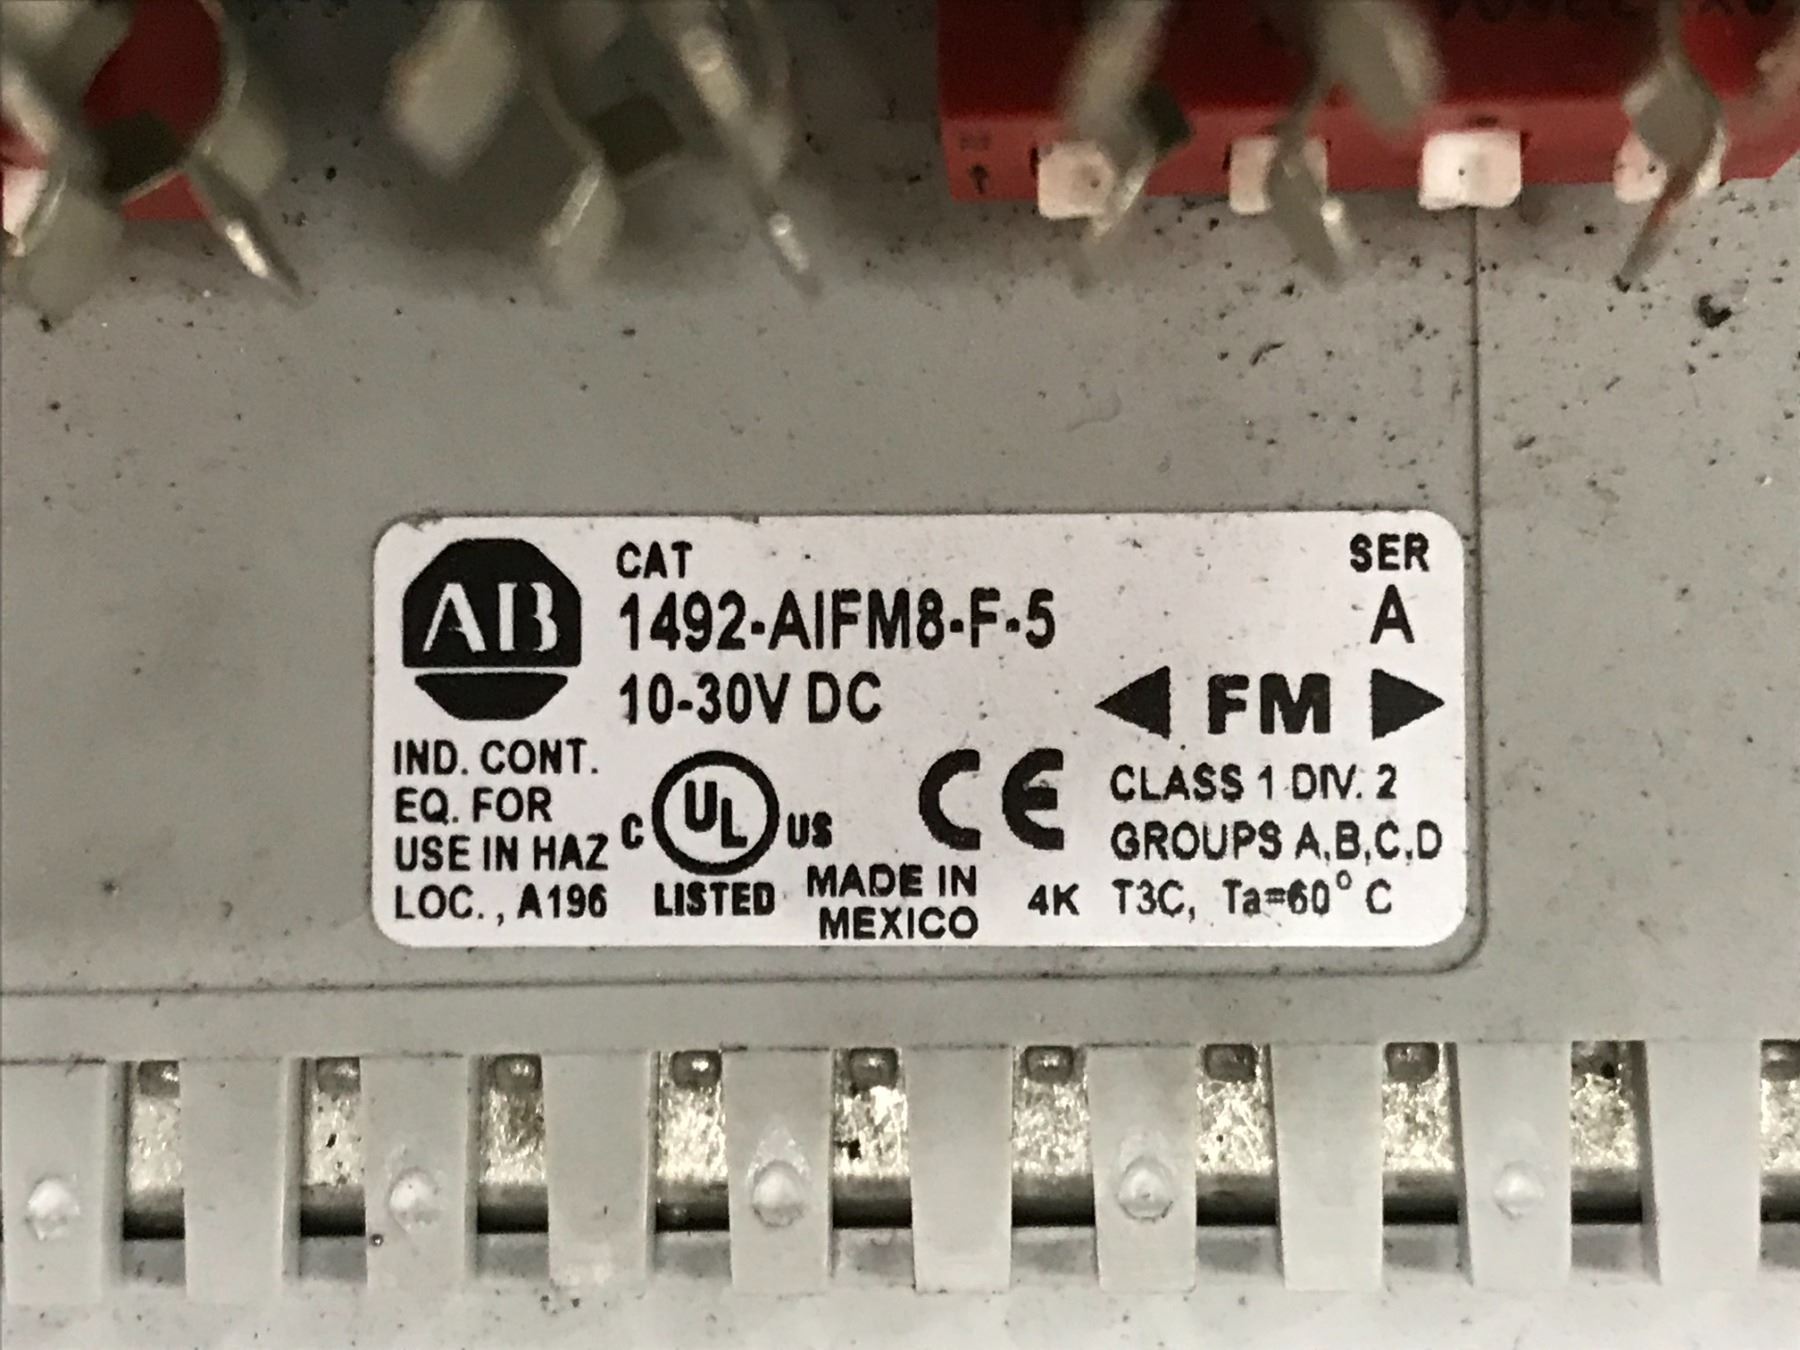 AB
CAT
1492-AIFM8-F-5
10-30V DC
SER
A
FM
IND. CONT.
EQ. FOR
USE IN HAZ
LOC., A196
C UL US
LISTED
CE
MADE IN
MEXICO
4K
CLASS 1 DIV. 2
GROUPS A,B,C,D
T3C, Ta=60° C